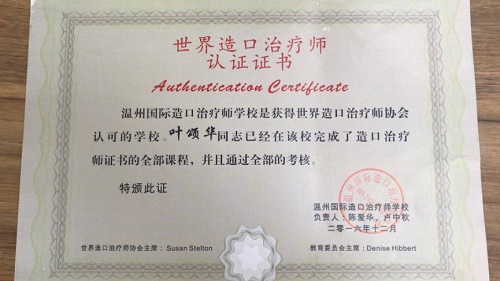 世界造口治疗师
认证证书
Authentication Certificate
温州国际造口治疗师学校是获得世界造口治疗师协会
认可的学校。叶颂华同志已经在该校完成了造口治疗
师证书的全部课程，并且通过全部的考核。
特颁此证
温州国际造口治疗师学校
负责人：陈爱华，卢中秋
二零一六年十二月
世界造口治疗师协会主席：Susan Stelton
教育委员会主席：Denise Hibbert